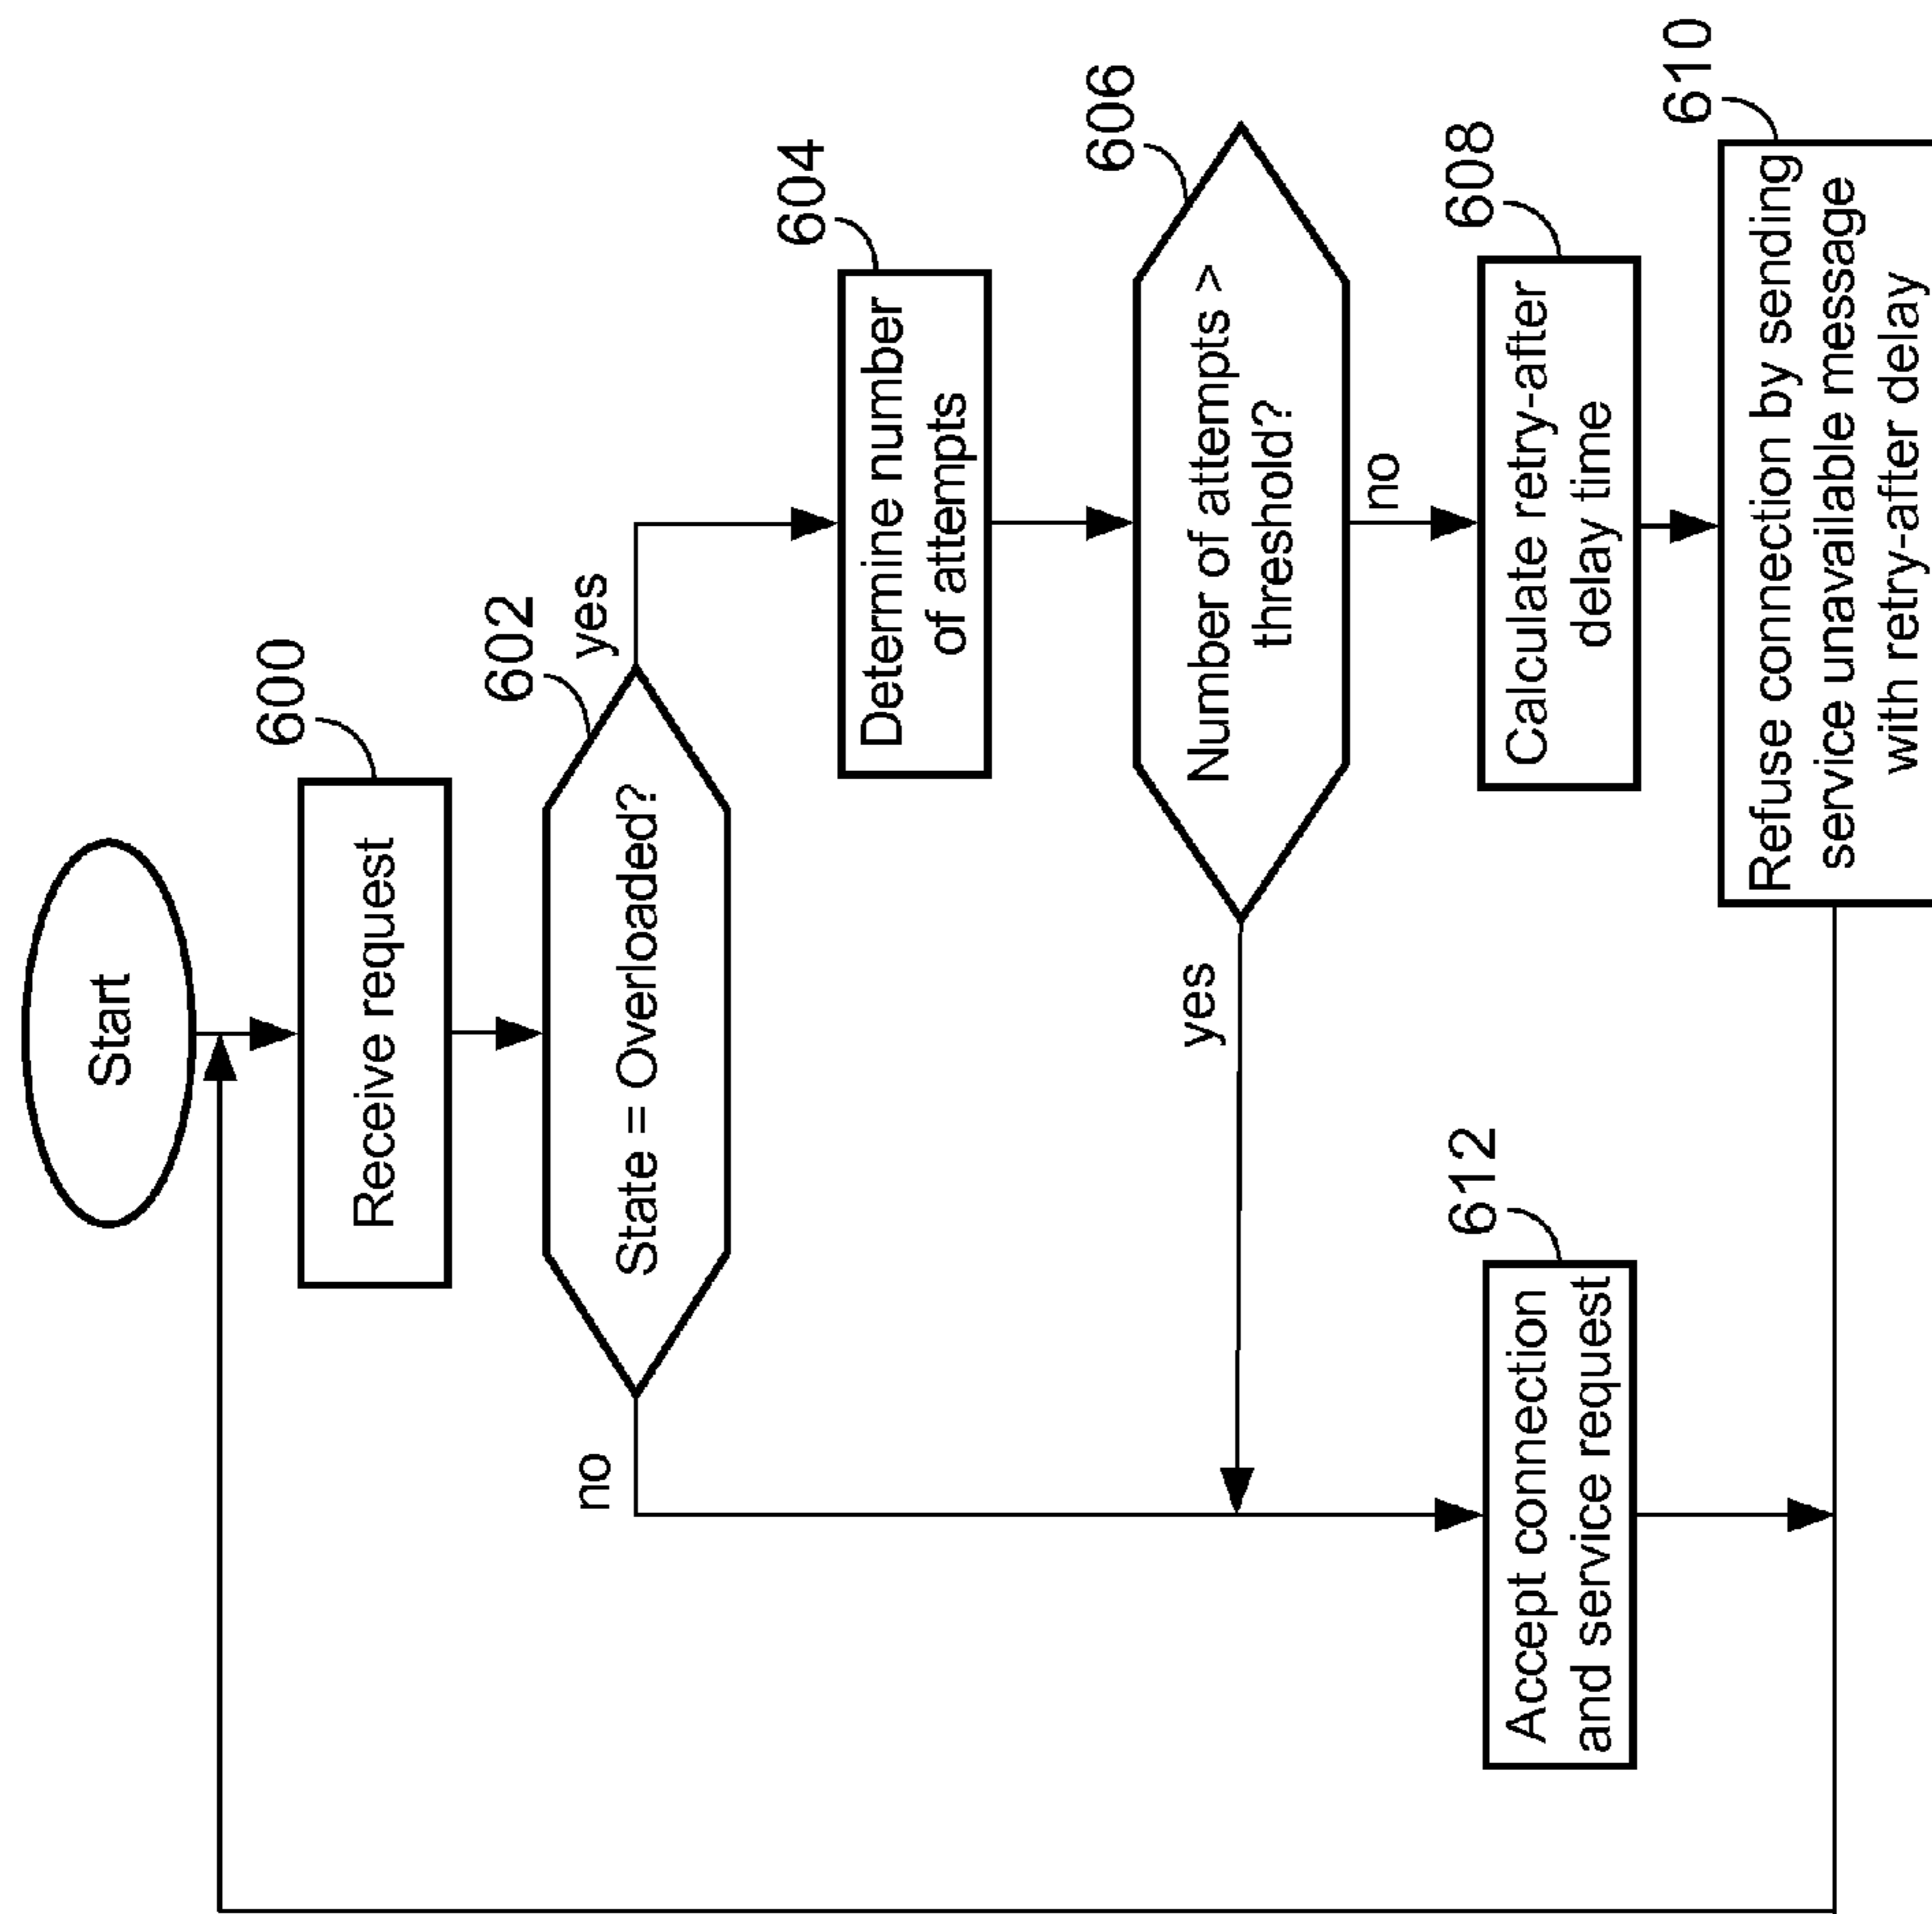 Start
600
Receive request
602
State = Overloaded?
yes
no
604
Determine number
of attempts
606
Number of attempts >
threshold?
yes
no
608
Calculate retry-after
delay time
612
Accept connection
and service request
610
Refuse connection by sending
service unavailable message
with retry-after delay